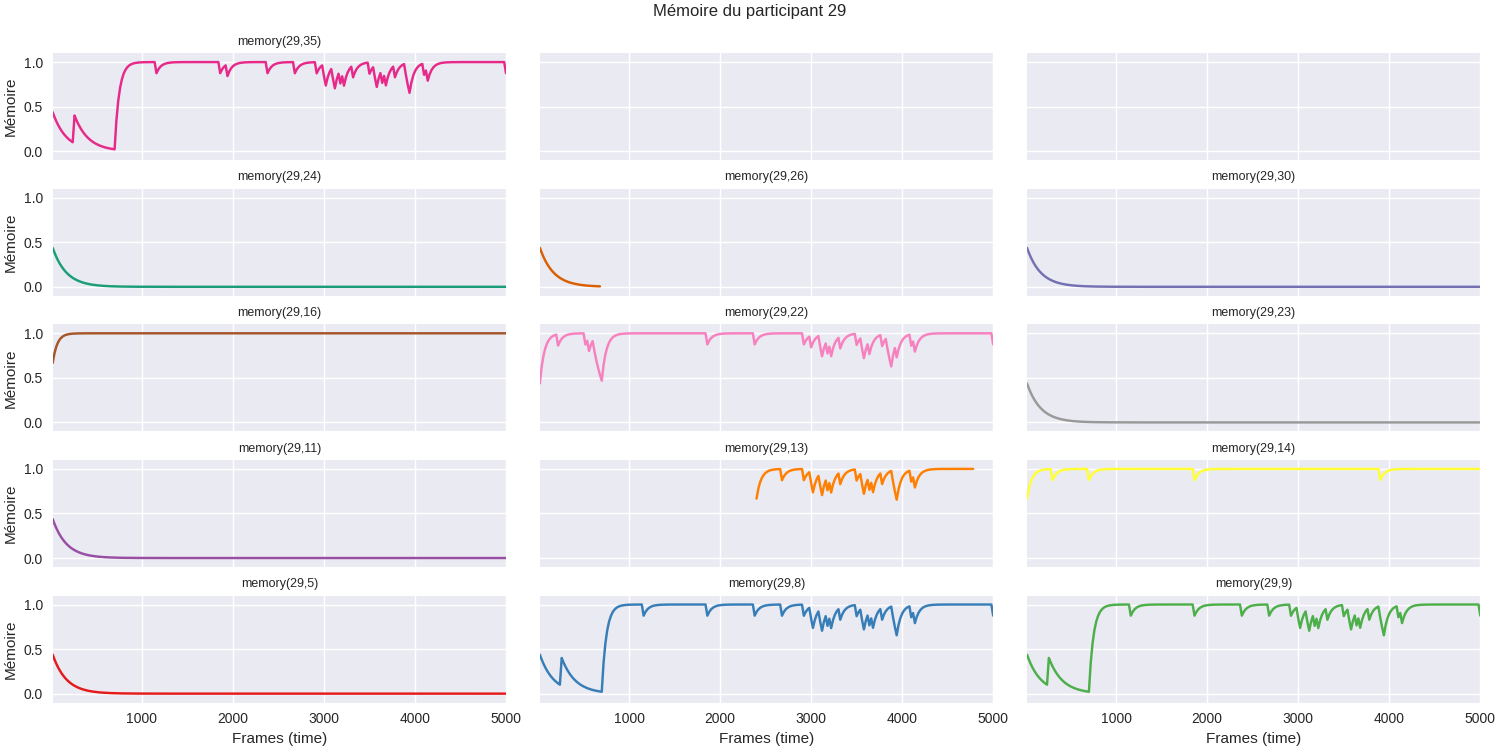 Mémoire du participant 29
memory(29,35)
Mémoire
1.0
0.5
0.0
1000 2000 3000 4000 5000
memory(29,24) memory(29,26) memory(29,30)
Mémoire
1.0
0.5
0.0
memory(29,16) memory(29,22) memory(29,23)
Mémoire
1.0
0.5
0.0
memory(29,11) memory(29,13) memory(29,14)
Mémoire
1.0
0.5
0.0
memory(29,5) memory(29,8) memory(29,9)
Mémoire
1.0
0.5
0.0
1000 2000 3000 4000 5000 1000 2000 3000 4000 5000 1000 2000 3000 4000 5000
Frames (time) Frames (time) Frames (time)